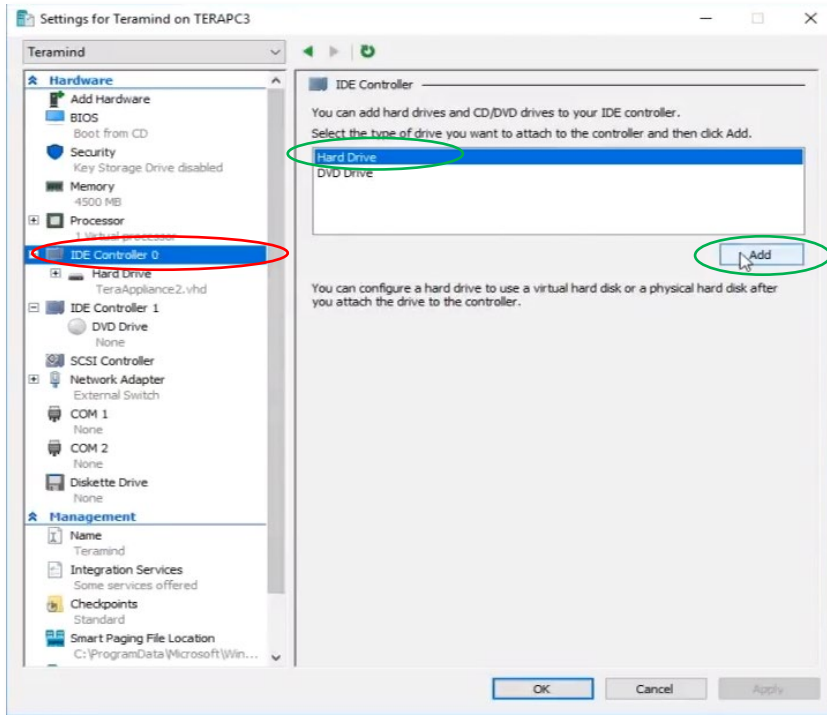 Settings for Teramind on TERAPC3
Teramind
Hardware
Add Hardware
BIOS
Boot from CD
Security
Key Storage Drive disabled
Memory
4500 MB
Processor
1 Virtual processor
IDE Controller 0
Hard Drive
TeraAppliance2.vhd
IDE Controller 1
DVD Drive
None
SCSI Controller
Network Adapter
External Switch
COM 1
None
COM 2
None
Diskette Drive
None
Management
Name
Teramind
Integration Services
Some services offered
Checkpoints
Standard
Smart Paging File Location
C:\ProgramData\Microsoft\Win...
IDE Controller
You can add hard drives and CD/DVD drives to your IDE controller.
Select the type of drive you want to attach to the controller and then click Add.
Hard Drive
DVD Drive
Add
You can configure a hard drive to use a virtual hard disk or a physical hard disk after
you attach the drive to the controller.
OK
Cancel
Apply